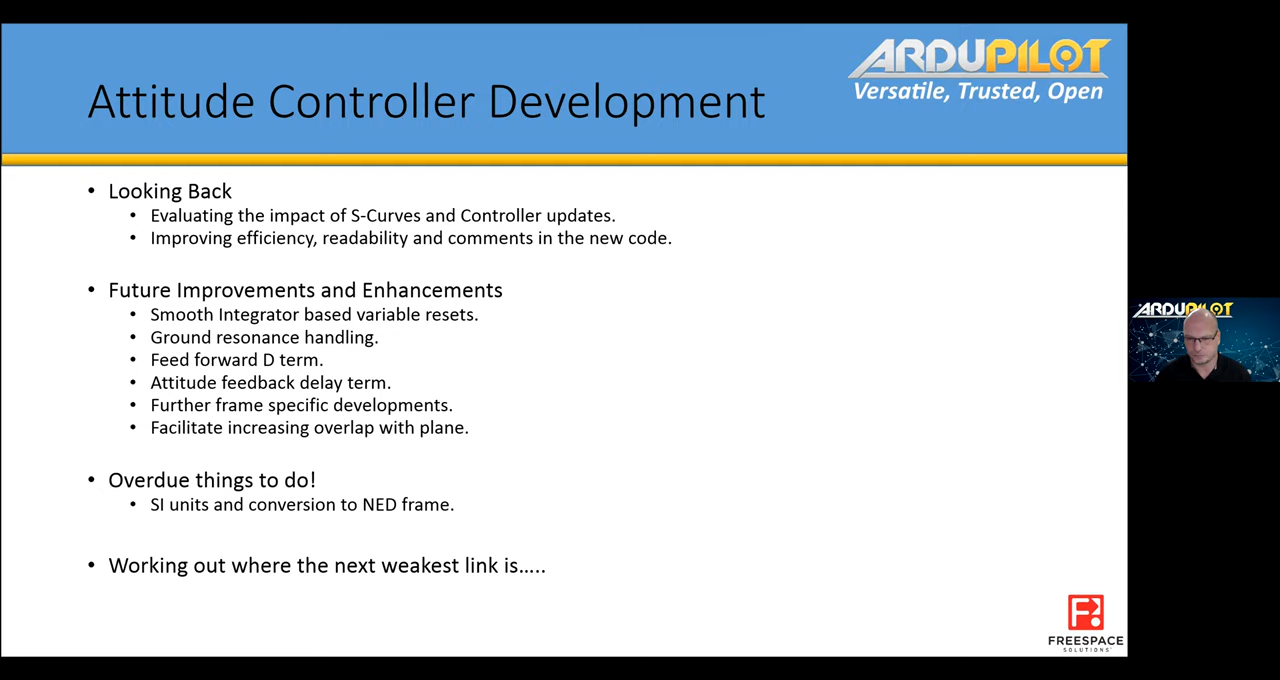 ARDUPILOT
Versatile, Trusted, Open
Attitude Controller Development
• Looking Back
• Evaluating the impact of S-Curves and Controller updates.
• Improving efficiency, readability and comments in the new code.
• Future Improvements and Enhancements
• Smooth Integrator based variable resets.
• Ground resonance handling.
• Feed forward D term.
• Attitude feedback delay term.
• Further frame specific developments.
• Facilitate increasing overlap with plane.
• Overdue things to do!
• SI units and conversion to NED frame.
• Working out where the next weakest link is…..
FREESPACE
SOLUTIONS
ARDUPILOT